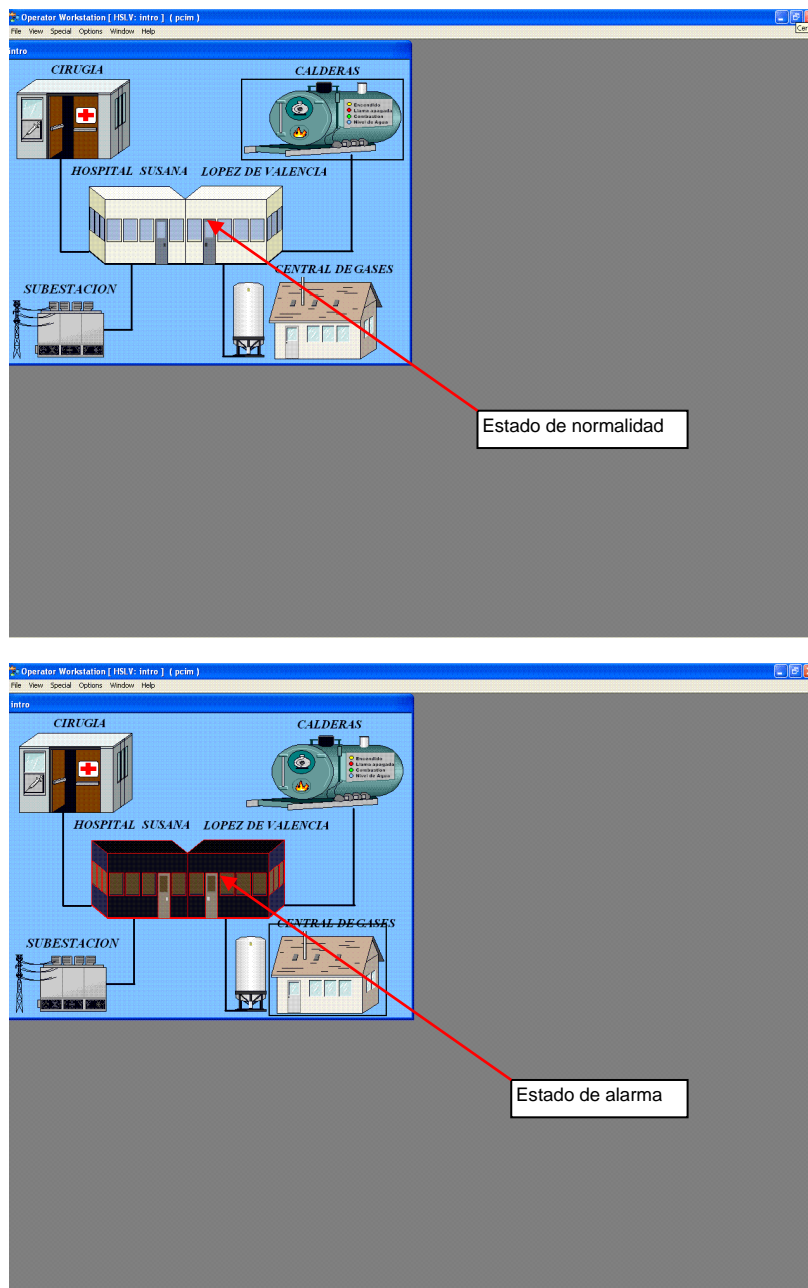 Operator Workstation [ HSLV: intro ] ( pcim )
File View Special Options Window Help
Cer
intro
CIRUGIA
CALDERAS
Encendida
Llama apagada
Combustion
Nivel de Agua
HOSPITAL SUSANA LOPEZ DE VALENCIA
CENTRAL DE GASES
SUBESTACION
Estado de normalidad
Operator Workstation [ HSLV: intro ] ( pcim )
File View Special Options Window Help
intro
CIRUGIA
CALDERAS
Encendida
Llama apagada
Combustion
Nivel de Agua
HOSPITAL SUSANA LOPEZ DE VALENCIA
CENTRAL DE GASES
SUBESTACION
Estado de alarma